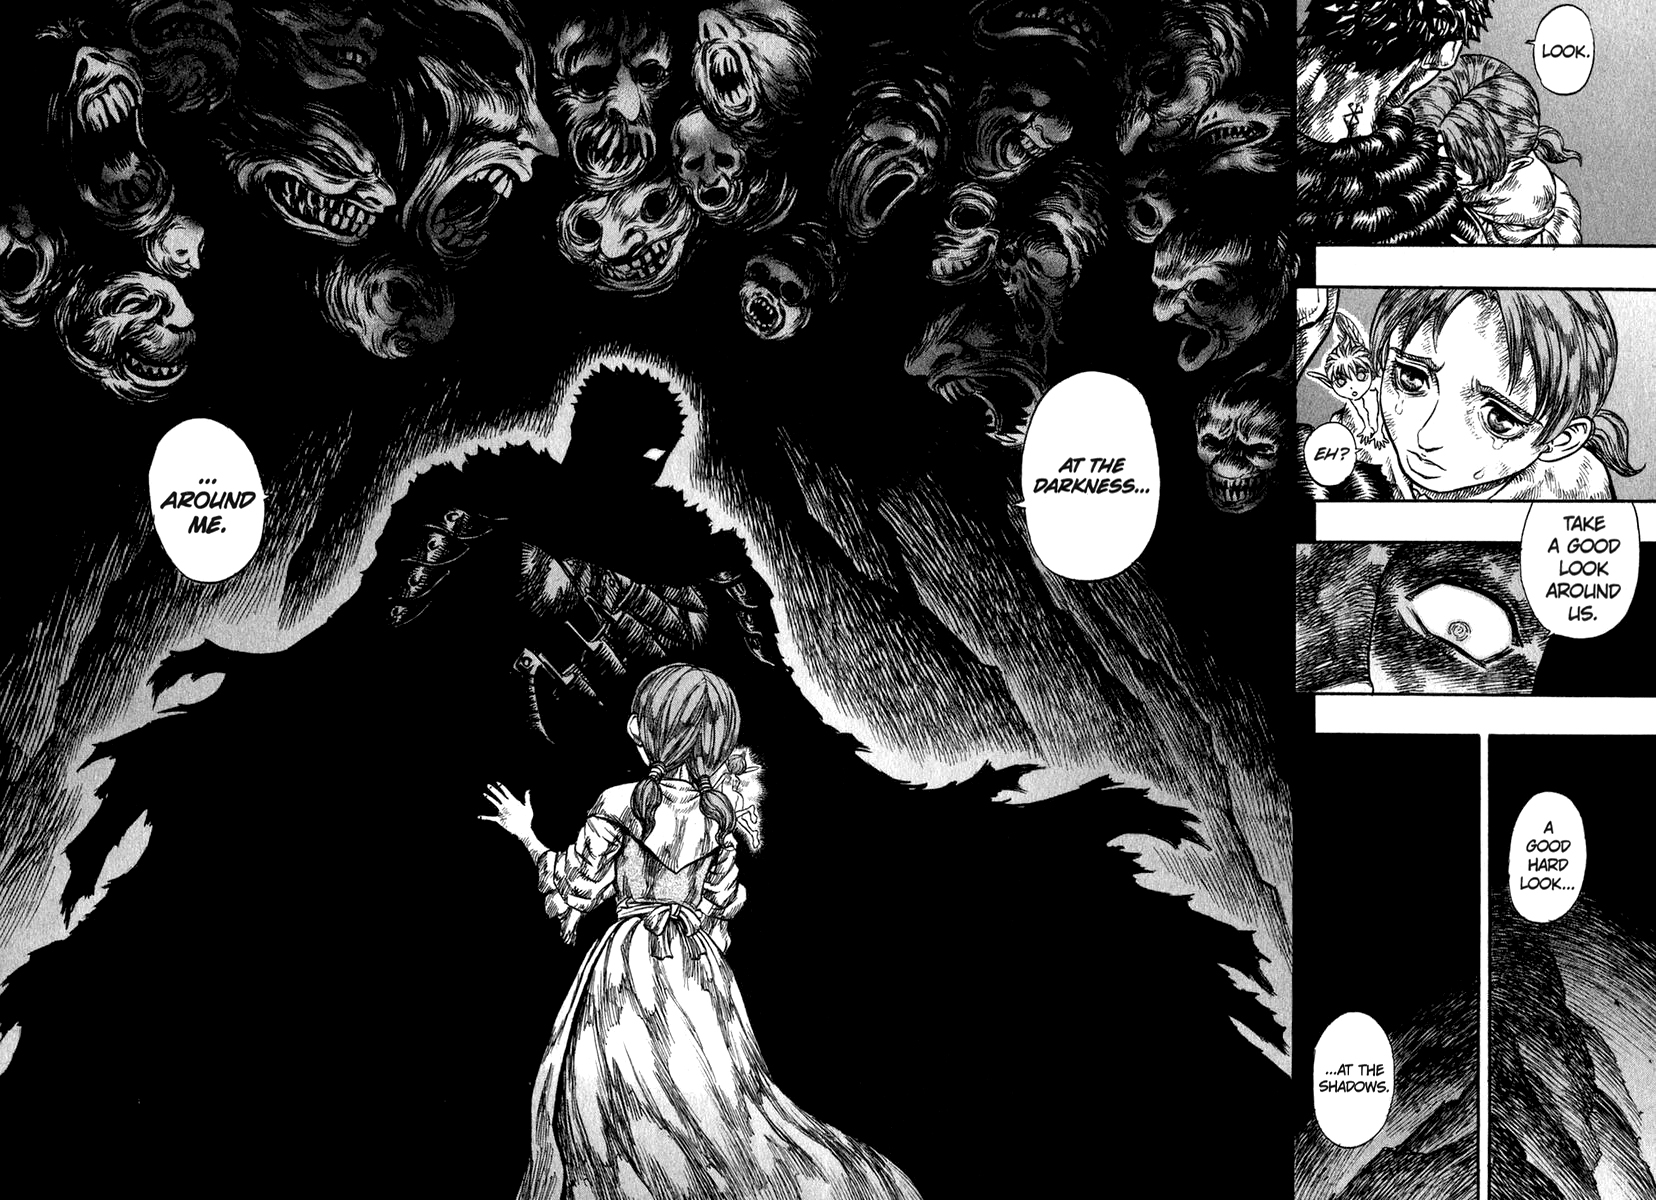 LOOK.
EH?
TAKE
A GOOD
LOOK
AROUND
US.
A
GOOD
HARD
LOOK...
...AT THE
SHADOWS.
AT THE
DARKNESS...
...
AROUND
ME.